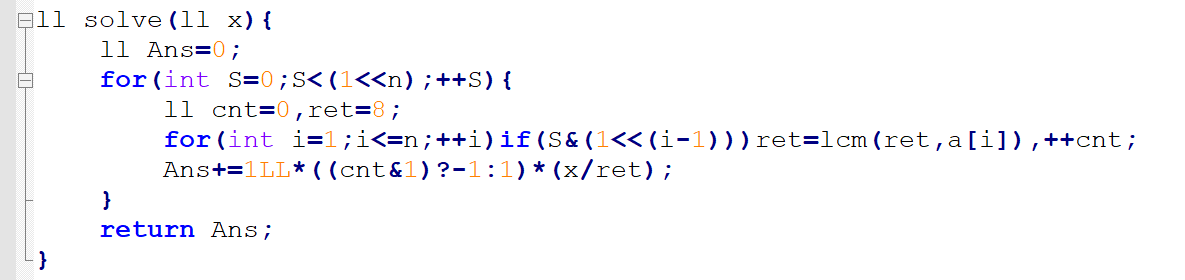 ll solve(ll x){
    ll Ans=0;
    for(int S=0;S<(1<<n);++S){
        ll cnt=0,ret=8;
        for(int i=1;i<=n;++i)if(S&(1<<(i-1)))ret=lcm(ret,a[i]),++cnt;
        Ans+=1LL*((cnt&1)?-1:1)*(x/ret);
    }
    return Ans;
}